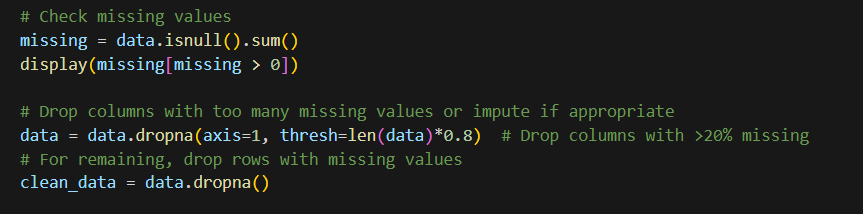 # Check missing values
missing = data.isnull().sum()
display(missing[missing > 0])
# Drop columns with too many missing values or impute if appropriate
data = data.dropna(axis=1, thresh=len(data)*0.8)  # Drop columns with >20% missing
# For remaining, drop rows with missing values
clean_data = data.dropna()